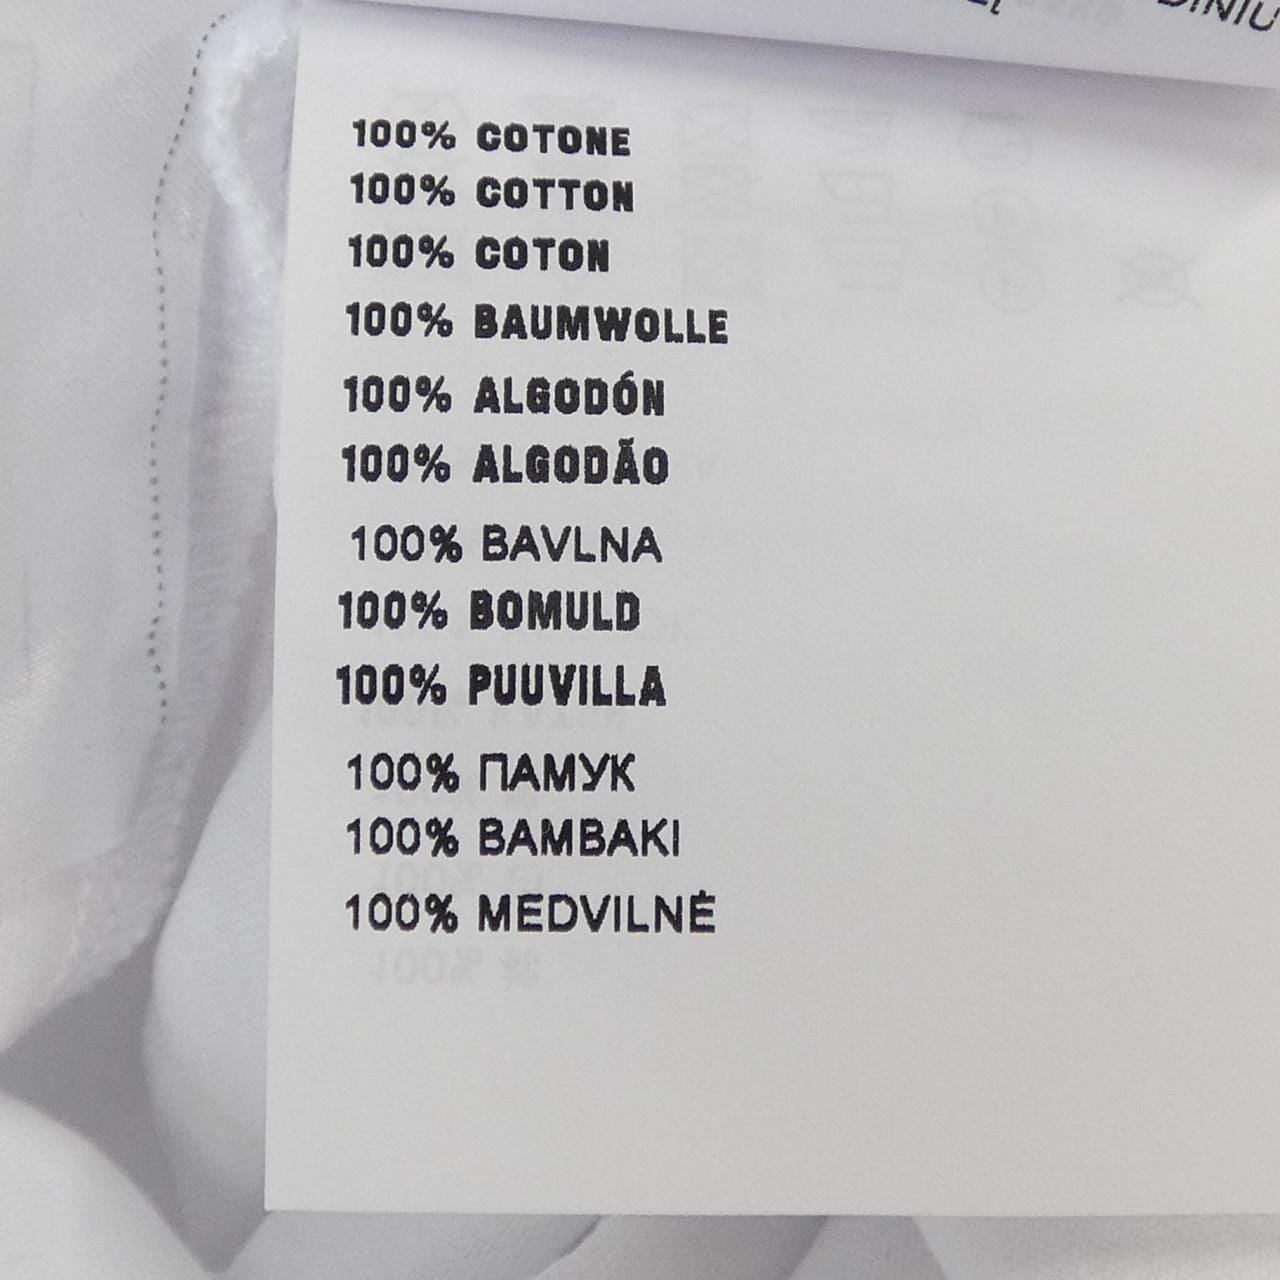 DINIU
100% COTONE
100% COTTON
100% COTON
100% BAUMWOLLE
100% ALGODÓN
100% ALGODÃO
100% BAVLNA
100% BOMULD
100% PUUVILLA
100% ПАМУК
100% BAMBAKI
100% MEDVILNĖ